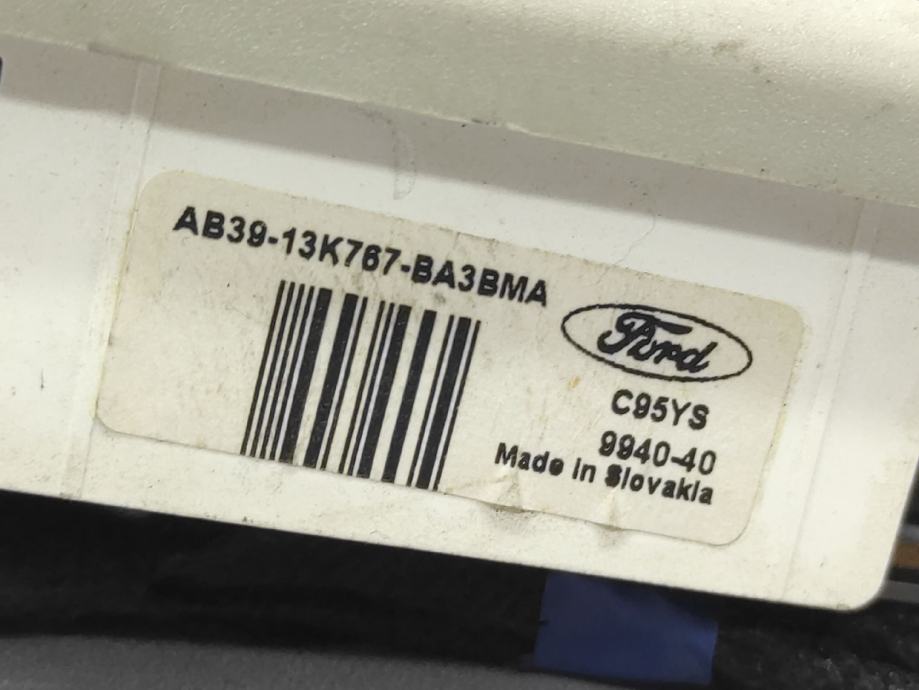 AB39-13K767-BA3BMA
Ford
C95YS
9940-40
Made in Slovakia